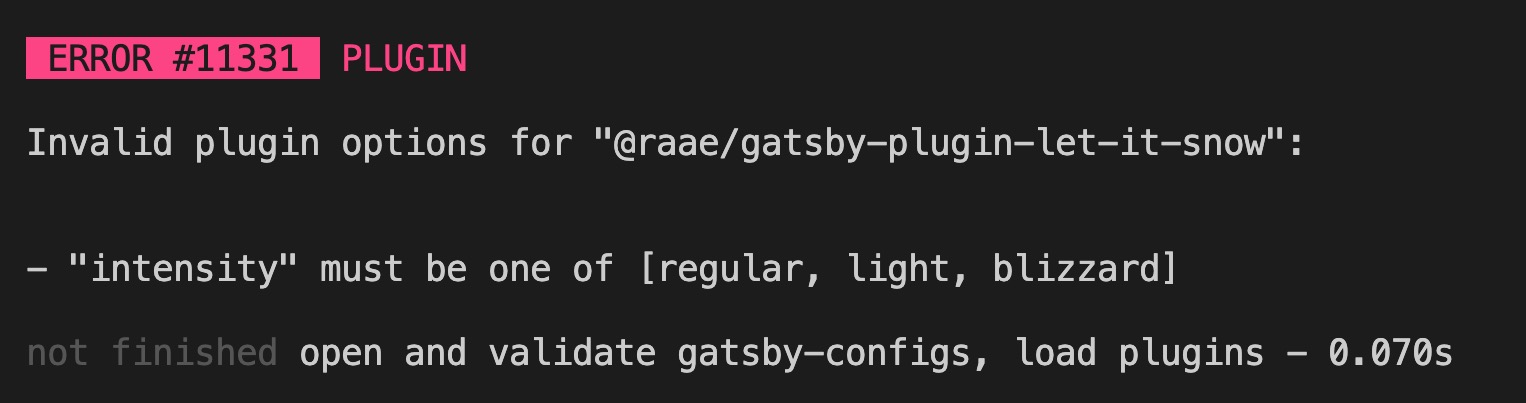 ERROR #11331 PLUGIN
Invalid plugin options for "@raae/gatsby-plugin-let-it-snow":
- "intensity" must be one of [regular, light, blizzard]
not finished open and validate gatsby-configs, load plugins - 0.070s